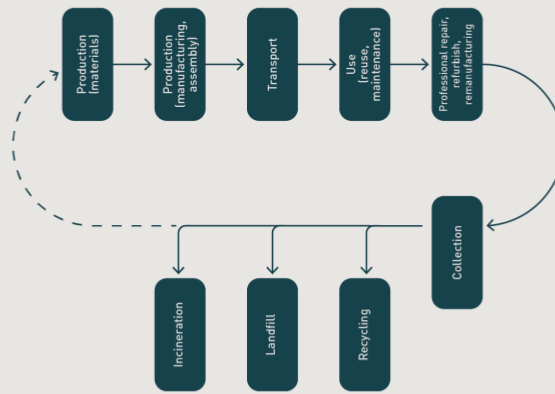 Production
(materials)
Production
(manufacturing,
assembly)
Transport
Use
(reuse,
maintenance)
Professional repair,
refurbish,
remanufacturing
Collection
Incineration
Landfill
Recycling